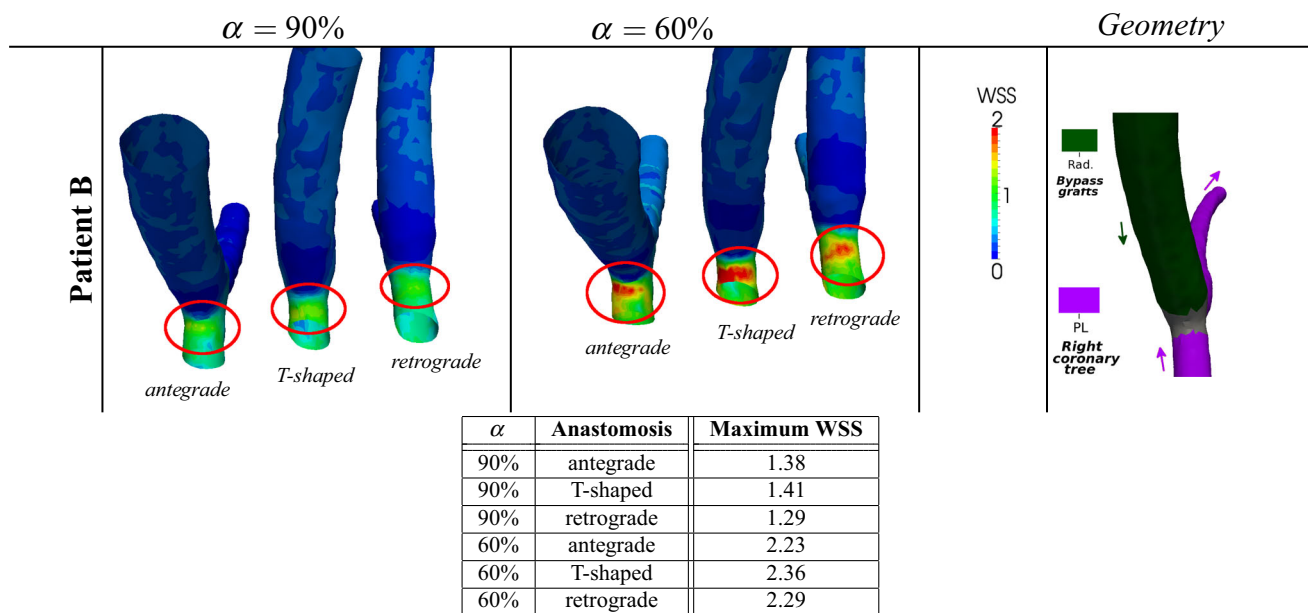 α = 90%
α = 60%
Geometry
Patient B
antegrade
T-shaped
retrograde
antegrade
T-shaped
retrograde
WSS
2
1
0
Rad.
Bypass
grafts
PL
Right
coronary
tree
α Anastomosis Maximum WSS
90% antegrade 1.38
90% T-shaped 1.41
90% retrograde 1.29
60% antegrade 2.23
60% T-shaped 2.36
60% retrograde 2.29